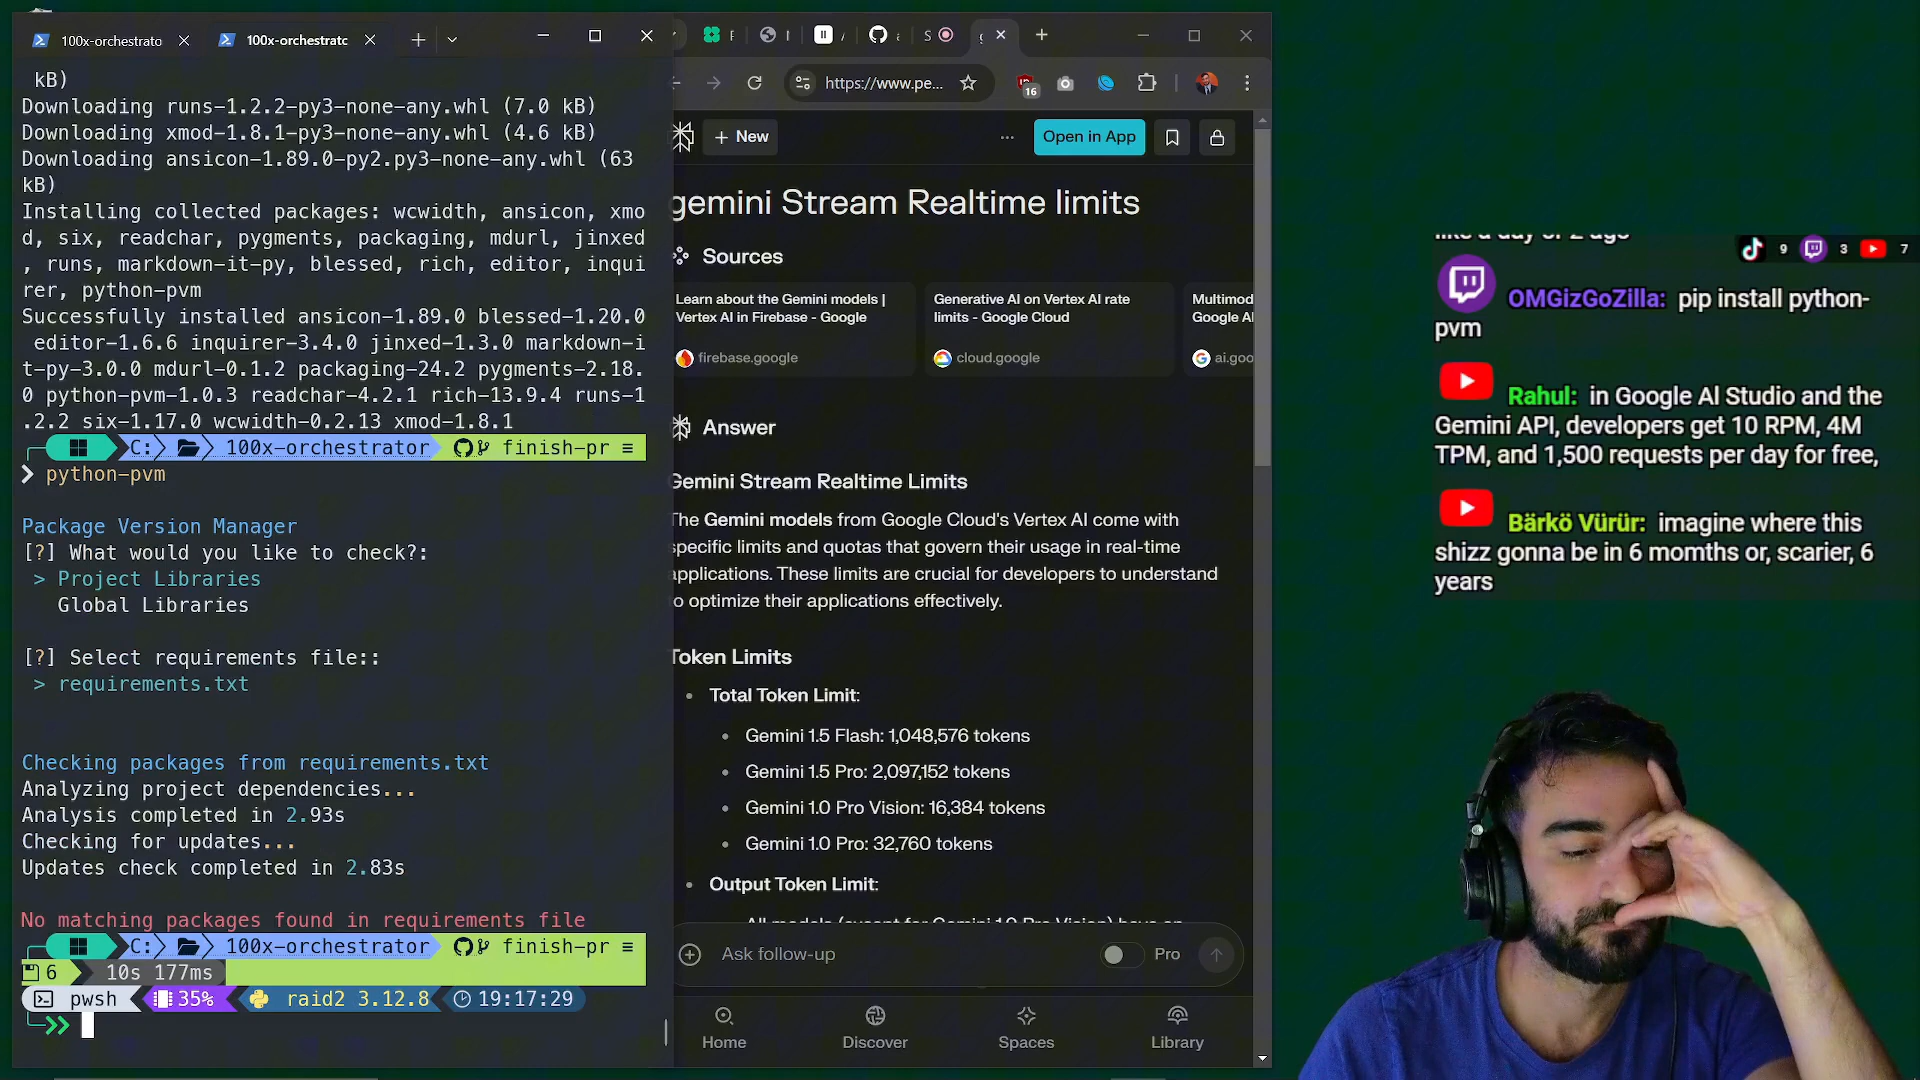 100x-orchestrato
100x-orchestratc
kB)
Downloading runs-1.2.2-py3-none-any.whl (7.0 kB)
Downloading xmod-1.8.1-py3-none-any.whl (4.6 kB)
Downloading ansicon-1.89.0-py2.py3-none-any.whl (63
kB)
Installing collected packages: wcwidth, ansicon, xmo
d, six, readchar, pygments, packaging, mdurl, jinxed
, runs, markdown-it-py, blessed, rich, editor, inqui
rer, python-pvm
Successfully installed ansicon-1.89.0 blessed-1.20.0
editor-1.6.6 inquirer-3.4.0 jinxed-1.3.0 markdown-i
t-py-3.0.0 mdurl-0.1.2 packaging-24.2 pygments-2.18.
0 python-pvm-1.0.3 readchar-4.2.1 rich-13.9.4 runs-1
.2.2 six-1.17.0 wcwidth-0.2.13 xmod-1.8.1
C: 100x-orchestrator finish-pr ≡
❯ python-pvm
Package Version Manager
[?] What would you like to check?:
> Project Libraries
Global Libraries
[?] Select requirements file::
> requirements.txt
Checking packages from requirements.txt
Analyzing project dependencies...
Analysis completed in 2.93s
Checking for updates...
Updates check completed in 2.83s
No matching packages found in requirements file
C: 100x-orchestrator finish-pr ≡
6 10s 177ms
pwsh 35% raid2 3.12.8 19:17:29
https://www.pe...
16
+ New
Open in App
gemini Stream Realtime limits
Sources
Learn about the Gemini models |
Vertex AI in Firebase - Google
firebase.google
Generative AI on Vertex AI rate
limits - Google Cloud
cloud.google
Multimod
Google AI
ai.goo
Answer
Gemini Stream Realtime Limits
The Gemini models from Google Cloud's Vertex AI come with
specific limits and quotas that govern their usage in real-time
applications. These limits are crucial for developers to understand
to optimize their applications effectively.
Token Limits
Total Token Limit:
Gemini 1.5 Flash: 1,048,576 tokens
Gemini 1.5 Pro: 2,097,152 tokens
Gemini 1.0 Pro Vision: 16,384 tokens
Gemini 1.0 Pro: 32,760 tokens
Output Token Limit:
All models (except for Gemini 1.0 Pro Vision) have an
Ask follow-up
Pro
Home
Discover
Spaces
Library
like a day or 2 ago
9 3 7
OMGizGoZilla: pip install python-
pvm
Rahul: in Google AI Studio and the
Gemini API, developers get 10 RPM, 4M
TPM, and 1,500 requests per day for free,
Bärkö Vürür: imagine where this
shizz gonna be in 6 momths or, scarier, 6
years